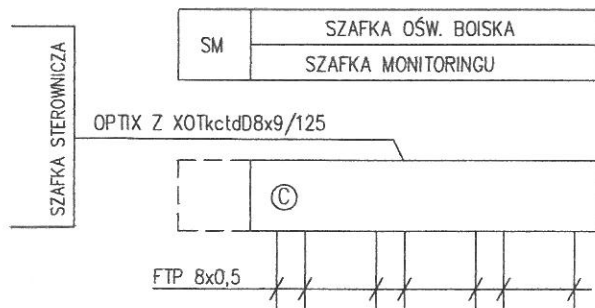 SZAFKA STEROWNICZA
SM
SZAFKA OŚW. BOISKA
SZAFKA MONITORINGU
OPTIX Z XOTkctdD8x9/125
C
FTP 8x0,5